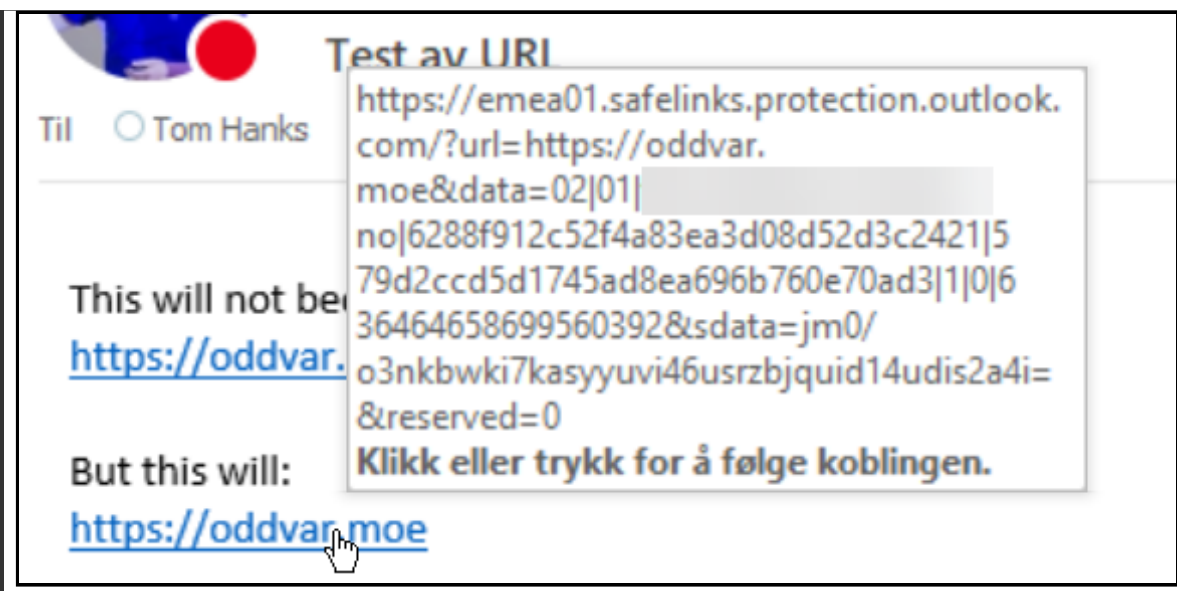 Test av URL
Til Tom Hanks
https://emea01.safelinks.protection.outlook.
com/?url=https://oddvar.
moe&data=02|01|
no|6288f912c52f4a83ea3d08d52d3c2421|5
79d2ccd5d1745ad8ea696b760e70ad3|1|0|6
36464658699560392&sdata=jm0/
o3nkbwki7kasyyuvi46usrzbjquid14udis2a4i=
&reserved=0
Klikk eller trykk for å følge koblingen.
This will not be
https://oddvar.
But this will:
https://oddvar.moe